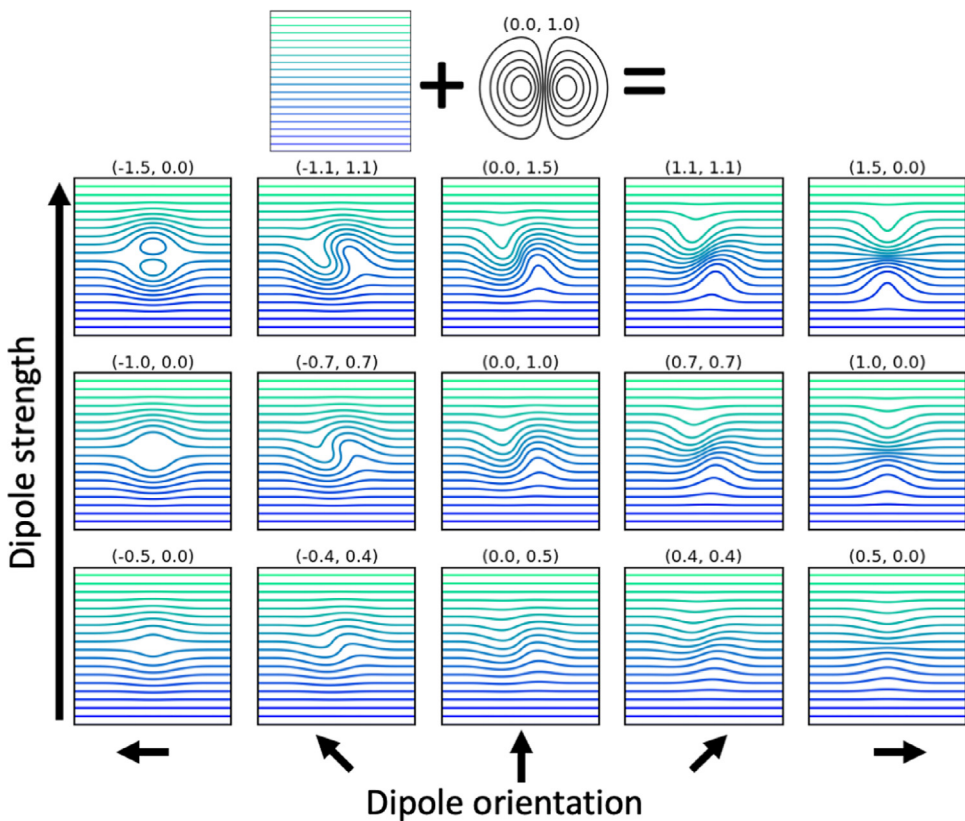 (0.0, 1.0)
+ =
(-1.5, 0.0) (-1.1, 1.1) (0.0, 1.5) (1.1, 1.1) (1.5, 0.0)
(-1.0, 0.0) (-0.7, 0.7) (0.0, 1.0) (0.7, 0.7) (1.0, 0.0)
(-0.5, 0.0) (-0.4, 0.4) (0.0, 0.5) (0.4, 0.4) (0.5, 0.0)
Dipole strength
Dipole orientation